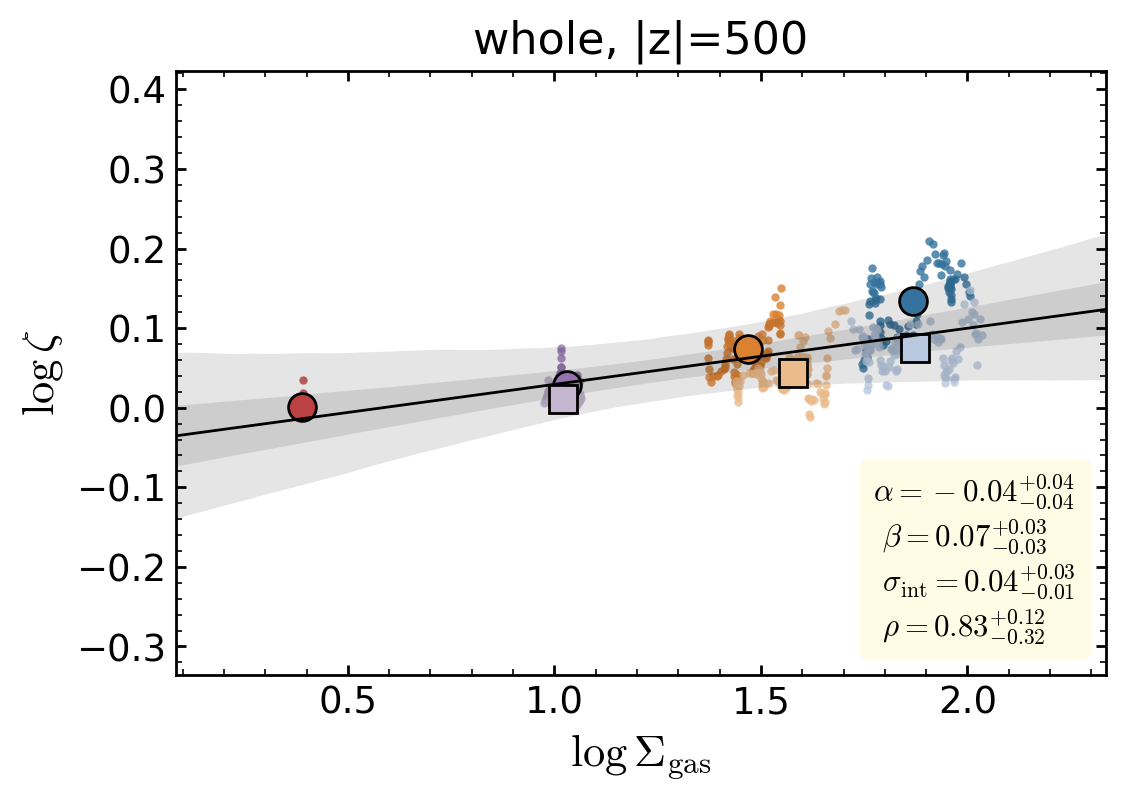 whole, |z|=500
log ζ
0.4
0.3
0.2
0.1
0.0
−0.1
−0.2
−0.3
α = −0.04^{+0.04}_{−0.04}
β = 0.07^{+0.03}_{−0.03}
σ_int = 0.04^{+0.03}_{−0.01}
ρ = 0.83^{+0.12}_{−0.32}
0.5 1.0 1.5 2.0
log Σ_gas